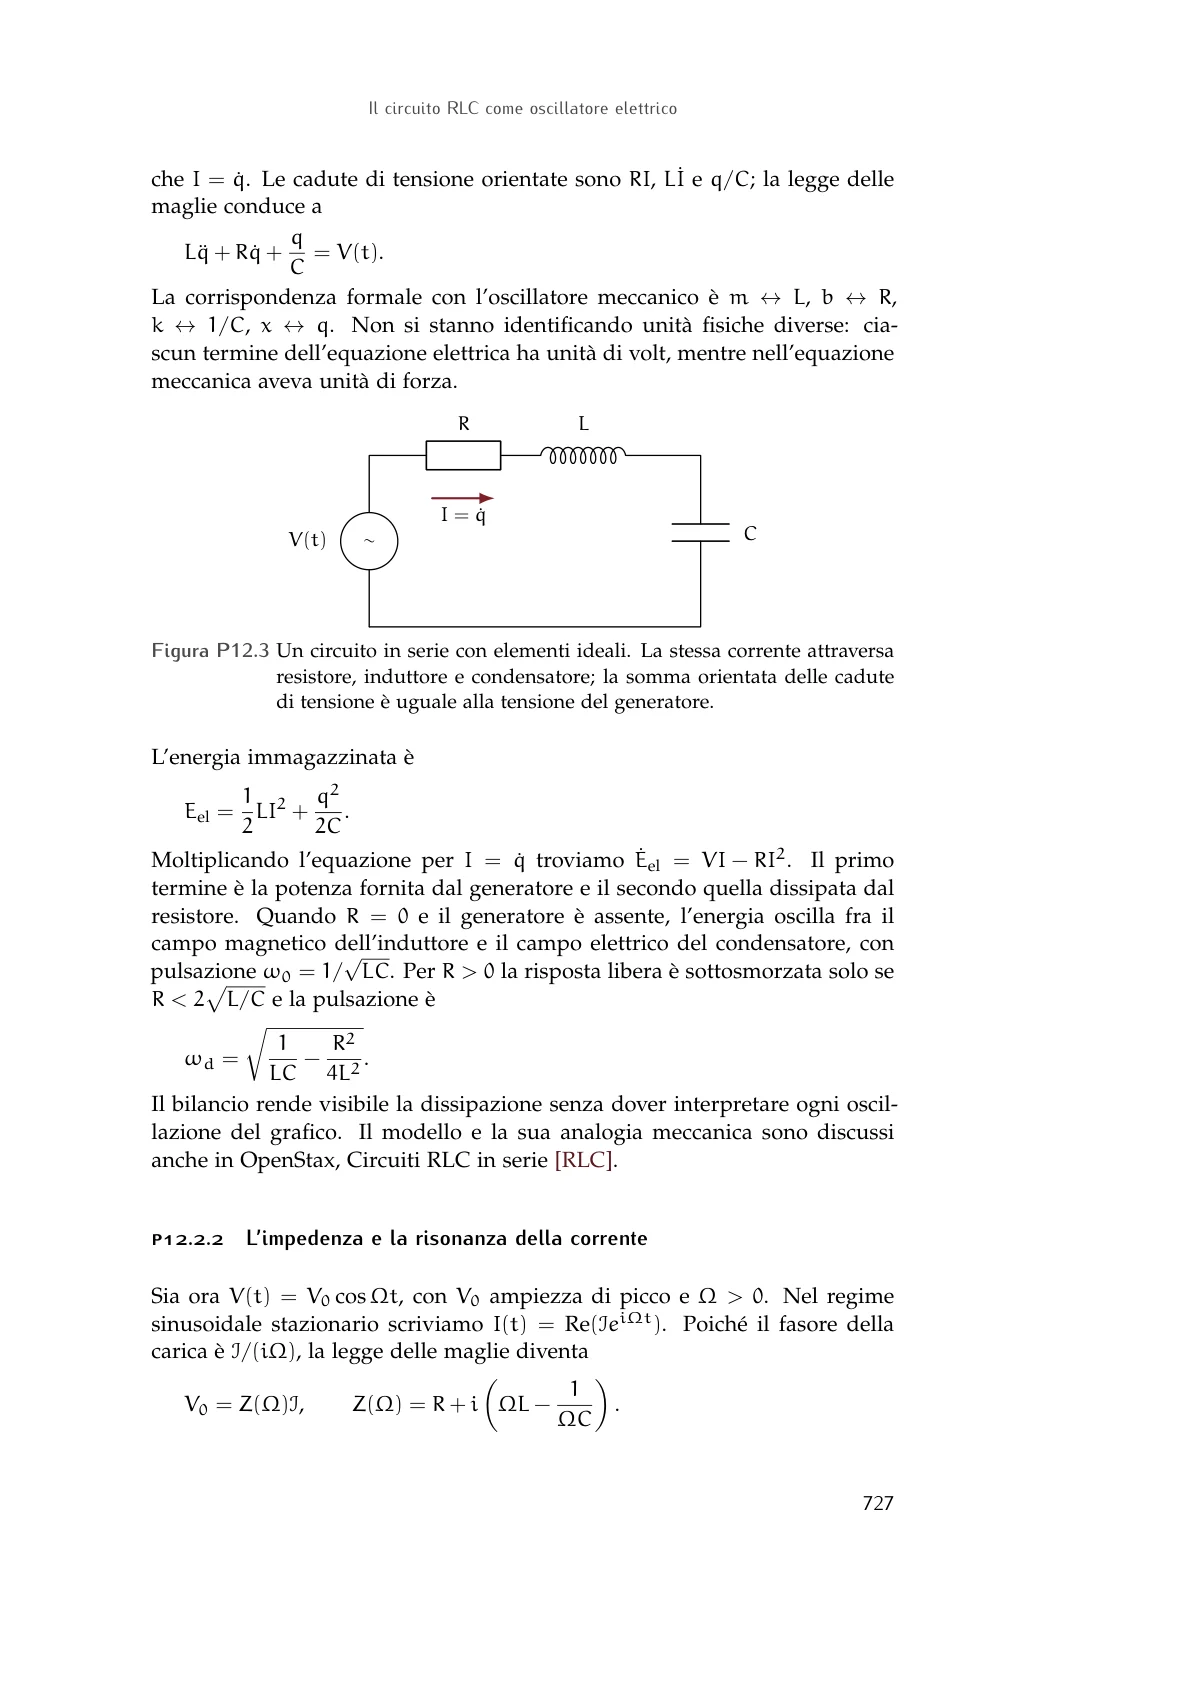 Il circuito RLC come oscillatore elettrico
che I = q̇. Le cadute di tensione orientate sono RI, Lİ e q/C; la legge delle
maglie conduce a
Lq̈ + Rq̇ + q/C = V(t).
La corrispondenza formale con l'oscillatore meccanico è m ↔ L, b ↔ R,
k ↔ 1/C, x ↔ q. Non si stanno identificando unità fisiche diverse: cia-
scun termine dell'equazione elettrica ha unità di volt, mentre nell'equazione
meccanica aveva unità di forza.
R L
I = q̇
V(t) ~ C
Figura P12.3 Un circuito in serie con elementi ideali. La stessa corrente attraversa
resistore, induttore e condensatore; la somma orientata delle cadute
di tensione è uguale alla tensione del generatore.
L'energia immagazzinata è
E_el = 1/2 LI² + q²/2C.
Moltiplicando l'equazione per I = q̇ troviamo Ė_el = VI − RI². Il primo
termine è la potenza fornita dal generatore e il secondo quella dissipata dal
resistore. Quando R = 0 e il generatore è assente, l'energia oscilla fra il
campo magnetico dell'induttore e il campo elettrico del condensatore, con
pulsazione ω₀ = 1/√LC. Per R > 0 la risposta libera è sottosmorzata solo se
R < 2√L/C e la pulsazione è
ω_d = √(1/LC − R²/4L²).
Il bilancio rende visibile la dissipazione senza dover interpretare ogni oscil-
lazione del grafico. Il modello e la sua analogia meccanica sono discussi
anche in OpenStax, Circuiti RLC in serie [RLC].
P12.2.2 L'impedenza e la risonanza della corrente
Sia ora V(t) = V₀ cos Ωt, con V₀ ampiezza di picco e Ω > 0. Nel regime
sinusoidale stazionario scriviamo I(t) = Re(ℐe^{iΩt}). Poiché il fasore della
carica è ℐ/(iΩ), la legge delle maglie diventa
V₀ = Z(Ω)ℐ, Z(Ω) = R + i(ΩL − 1/ΩC).
727